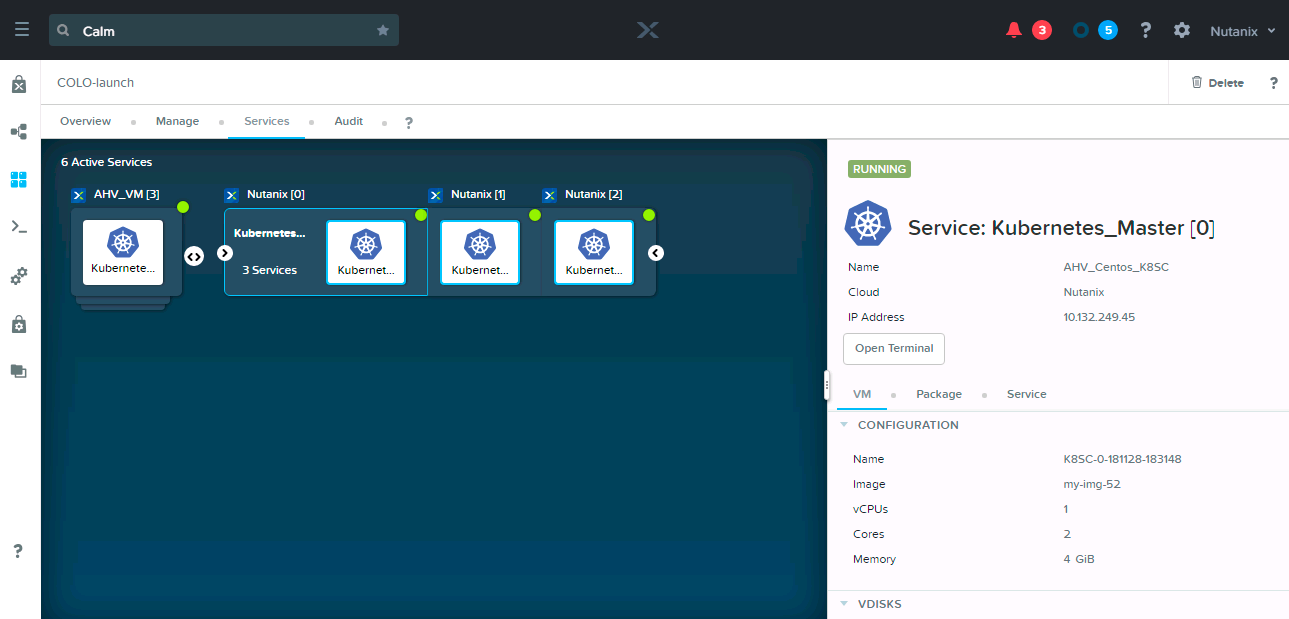 Calm
3
5
?
Nutanix
COLO-launch
Delete
?
Overview
Manage
Services
Audit
?
6 Active Services
AHV_VM [3]
Nutanix [0]
Nutanix [1]
Nutanix [2]
Kubernete...
Kubernetes...
3 Services
Kubernet...
Kubernet...
Kubernet...
RUNNING
Service: Kubernetes_Master [0]
Name AHV_Centos_K8SC
Cloud Nutanix
IP Address 10.132.249.45
Open Terminal
VM
Package
Service
CONFIGURATION
Name K8SC-0-181128-183148
Image my-img-52
vCPUs 1
Cores 2
Memory 4 GiB
VDISKS
?